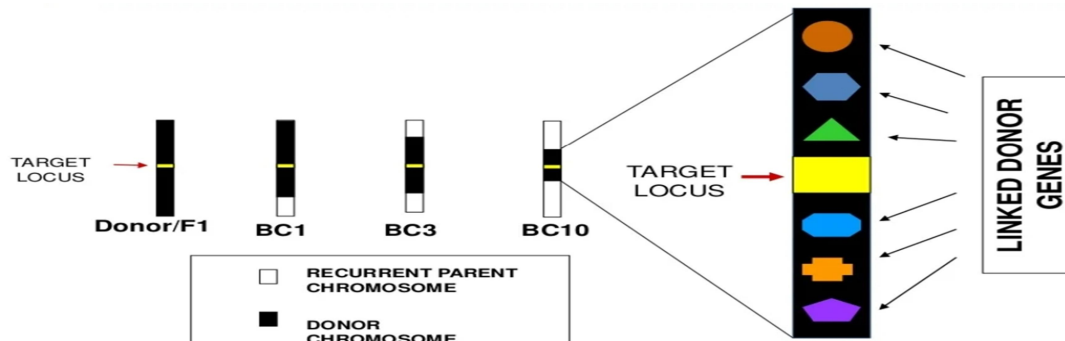 TARGET
LOCUS
Donor/F1
BC1
BC3
BC10
RECURRENT PARENT
CHROMOSOME
DONOR
CHROMOSOME
TARGET
LOCUS
LINKED DONOR
GENES